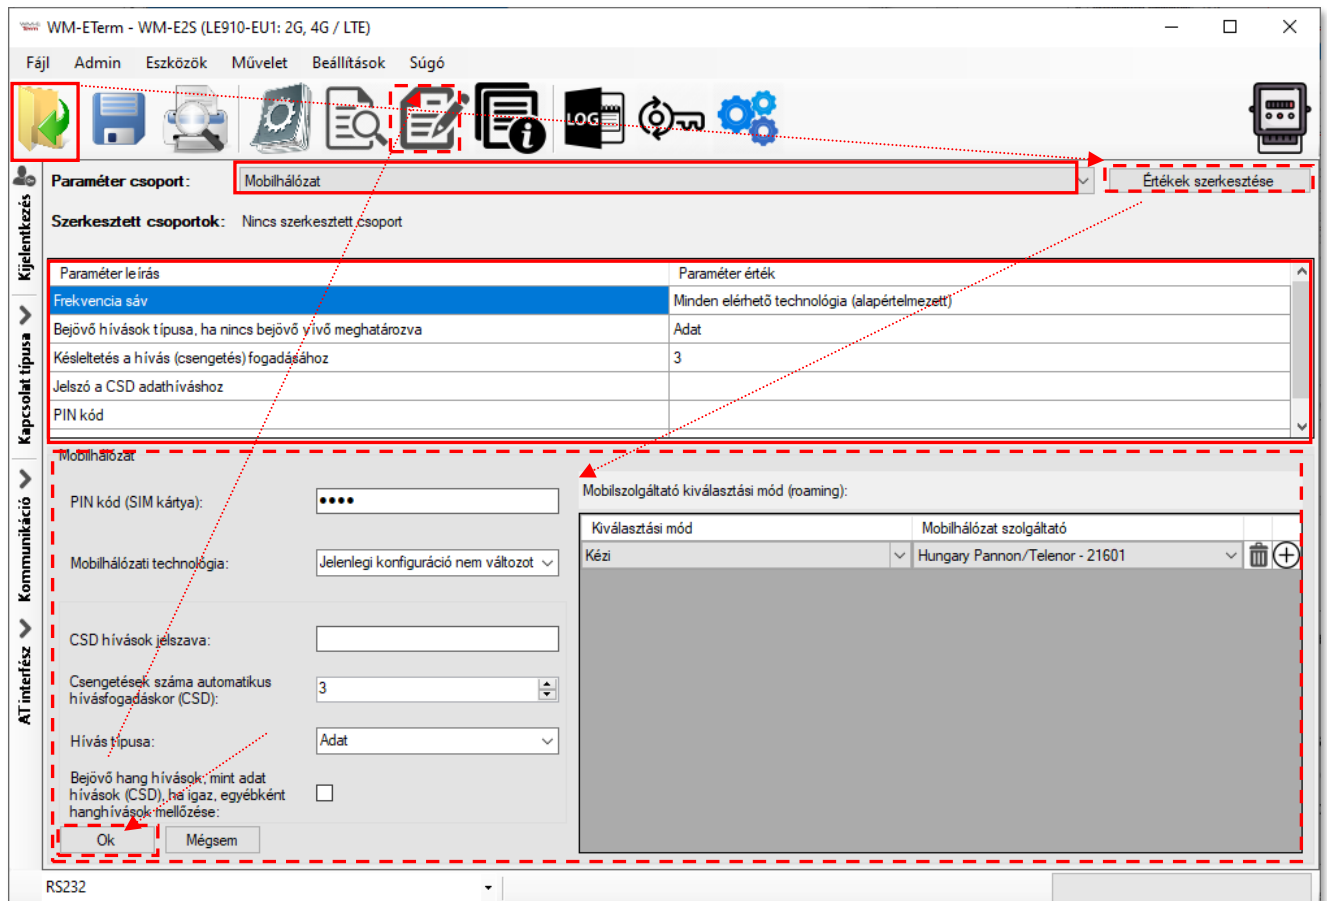 WM-ETerm - WM-E2S (LE910-EU1: 2G, 4G / LTE)
Fájl Admin Eszközök Művelet Beállítások Súgó
LOG
Paraméter csoport: Mobilhálózat Értékek szerkesztése
Szerkesztett csoportok: Nincs szerkesztett csoport
Kijelentkezés
Kapcsolat típusa
Kommunikáció
AT interfész
Paraméter leírás Paraméter érték
Frekvencia sáv Minden elérhető technológia (alapértelmezett)
Bejövő hívások típusa, ha nincs bejövő vivő meghatározva Adat
Késleltetés a hívás (csengetés) fogadásához 3
Jelszó a CSD adathíváshoz
PIN kód
Mobilhálózat
PIN kód (SIM kártya): ●●●●
Mobilhálózati technológia: Jelenlegi konfiguráció nem változot
CSD hívások jelszava:
Csengetések száma automatikus
hívásfogadáskor (CSD): 3
Hívás típusa: Adat
Bejövő hang hívások, mint adat
hívások (CSD), ha igaz, egyébként
hanghívások mellőzése:
Ok Mégsem
Mobilszolgáltató kiválasztási mód (roaming):
Kiválasztási mód Mobilhálózat szolgáltató
Kézi Hungary Pannon/Telenor - 21601
RS232